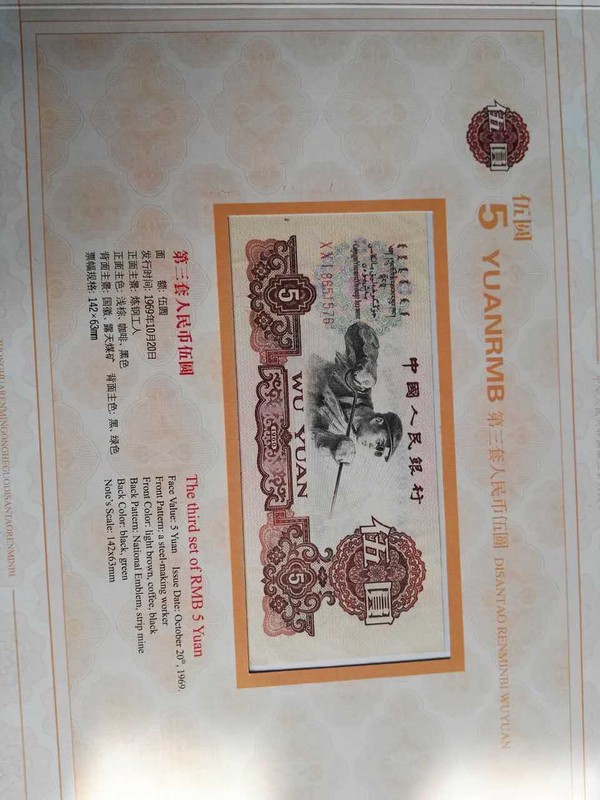 伍圆
伍圆
5 YUANRMB 第三套人民币伍圆 DISANTAO RENMINBI WUYUAN
中國人民銀行
伍圓
XXI 8651576
5
WU YUAN
1960
5
第三套人民币伍圆
面 额: 伍圆
发行时间: 1969年10月20日
正面主景: 炼钢工人
正面主色: 浅棕、咖啡、黑色
背面主景: 国徽、露天煤矿 背面主色: 黑、绿色
票幅规格: 142×63mm
The third set of RMB 5 Yuan
Face Value: 5 Yuan Issue Date: October 20th, 1969.
Front Pattern: a steel-making worker
Front Color: light brown, coffee, black
Back Pattern: National Emblem, strip mine
Back Color: black, green
Note's Scale: 142x63mm